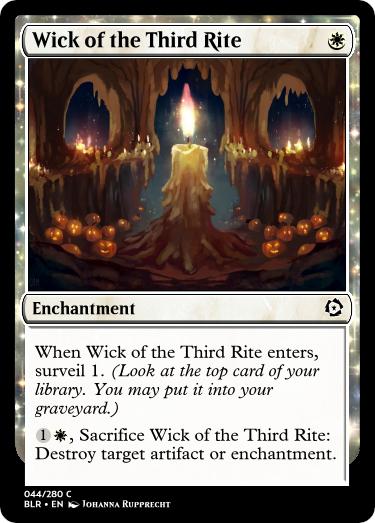 Wick of the Third Rite
Enchantment
When Wick of the Third Rite enters,
surveil 1. (Look at the top card of your
library. You may put it into your
graveyard.)
1 , Sacrifice Wick of the Third Rite:
Destroy target artifact or enchantment.
044/280 C
BLR • EN Johanna Rupprecht